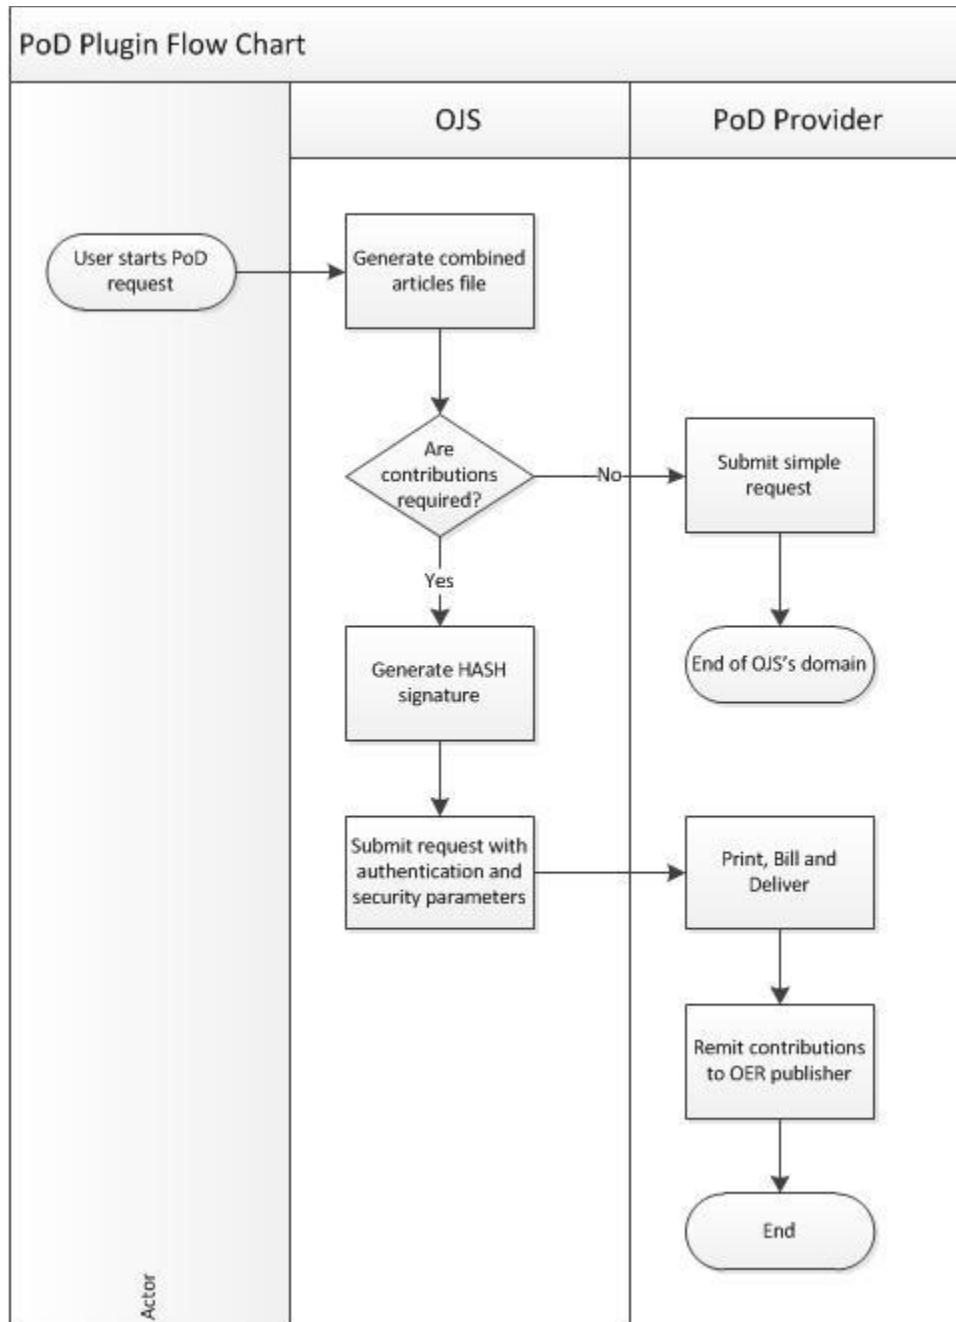 PoD Plugin Flow Chart
OJS
PoD Provider
User starts PoD
request
Generate combined
articles file
Are
contributions
required?
No
Submit simple
request
Yes
End of OJS's domain
Generate HASH
signature
Submit request with
authentication and
security parameters
Print, Bill and
Deliver
Remit contributions
to OER publisher
End
Actor